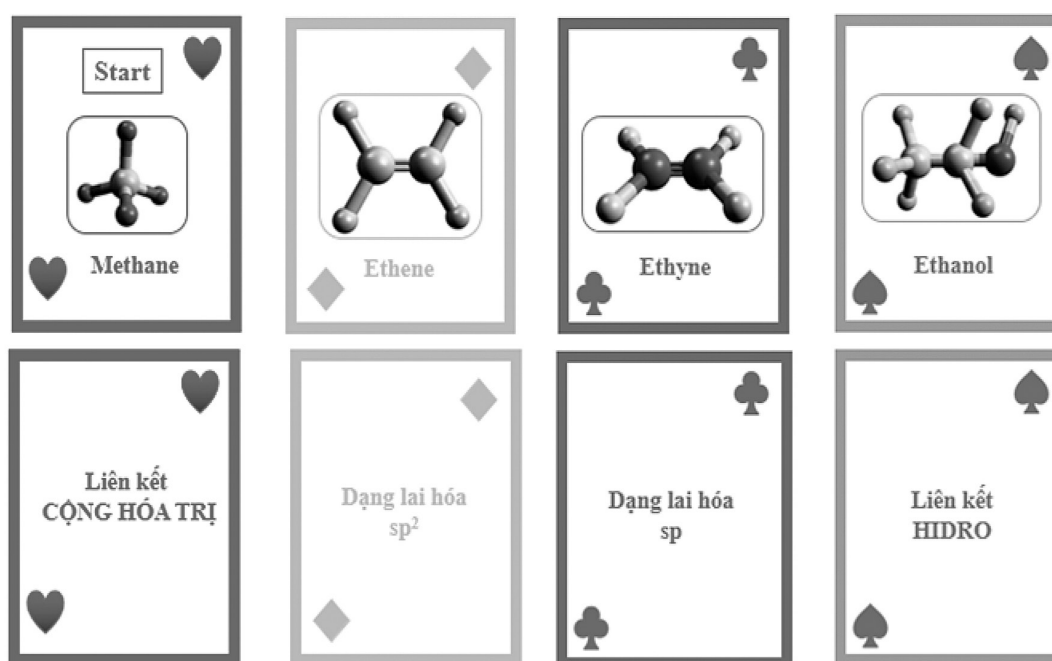 Start
Methane
Ethene
Ethyne
Ethanol
Liên kết
CỘNG HÓA TRỊ
Dạng lai hóa
sp²
Dạng lai hóa
sp
Liên kết
HIDRO